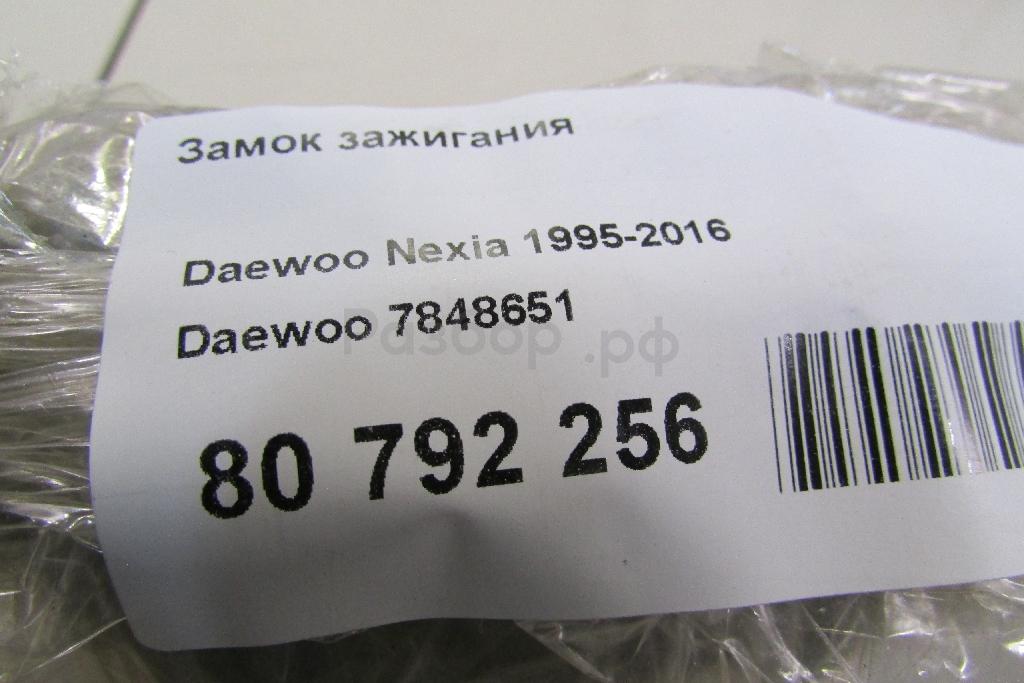 Замок зажигания
Daewoo Nexia 1995-2016
Daewoo 7848651
Разбор.рф
80 792 256